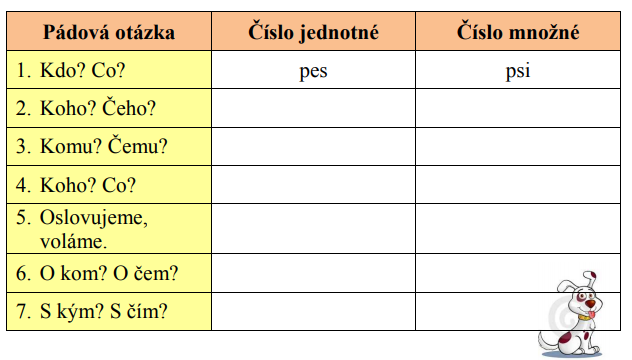 Pádová otázka Číslo jednotné Číslo množné
1. Kdo? Co? pes psi
2. Koho? Čeho?
3. Komu? Čemu?
4. Koho? Co?
5. Oslovujeme,
voláme.
6. O kom? O čem?
7. S kým? S čím?